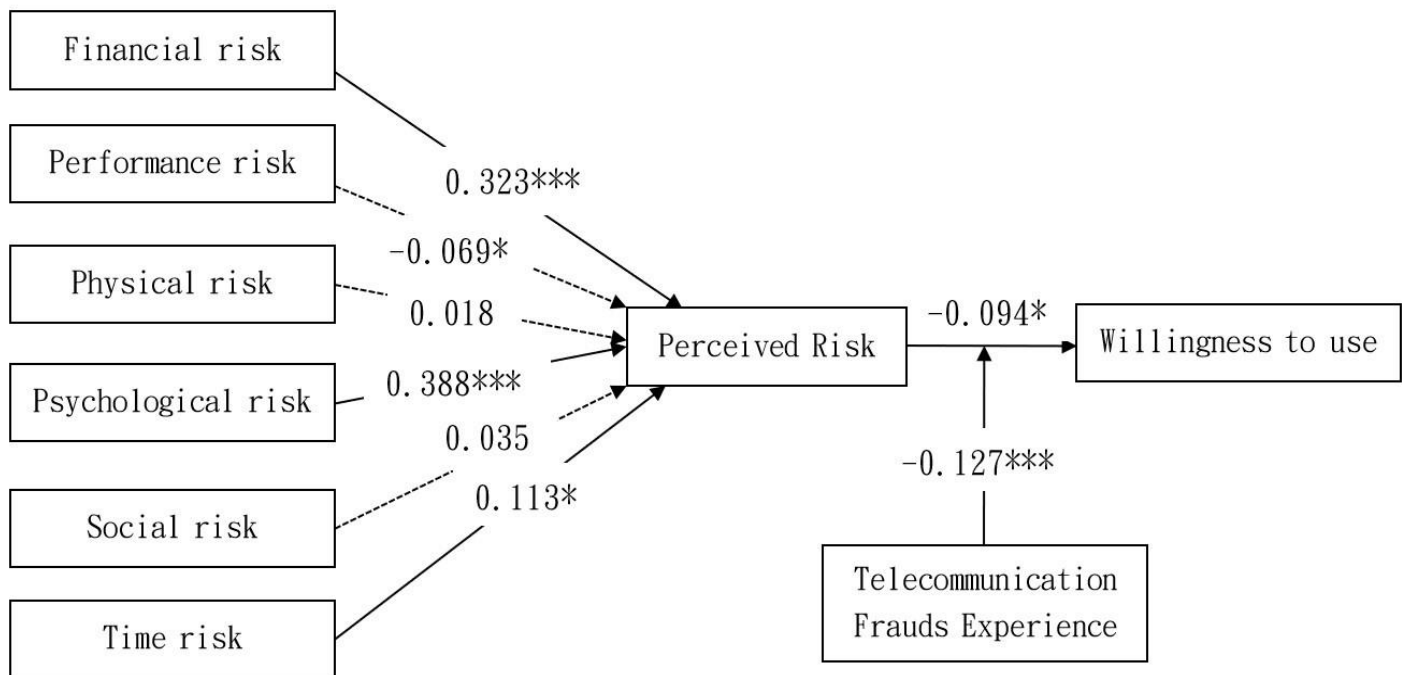 Financial risk
Performance risk
0.323***
-0.069*
Physical risk
0.018
Perceived Risk
-0.094*
Willingness to use
Psychological risk
0.388***
0.035
-0.127***
Social risk
0.113*
Telecommunication
Frauds Experience
Time risk